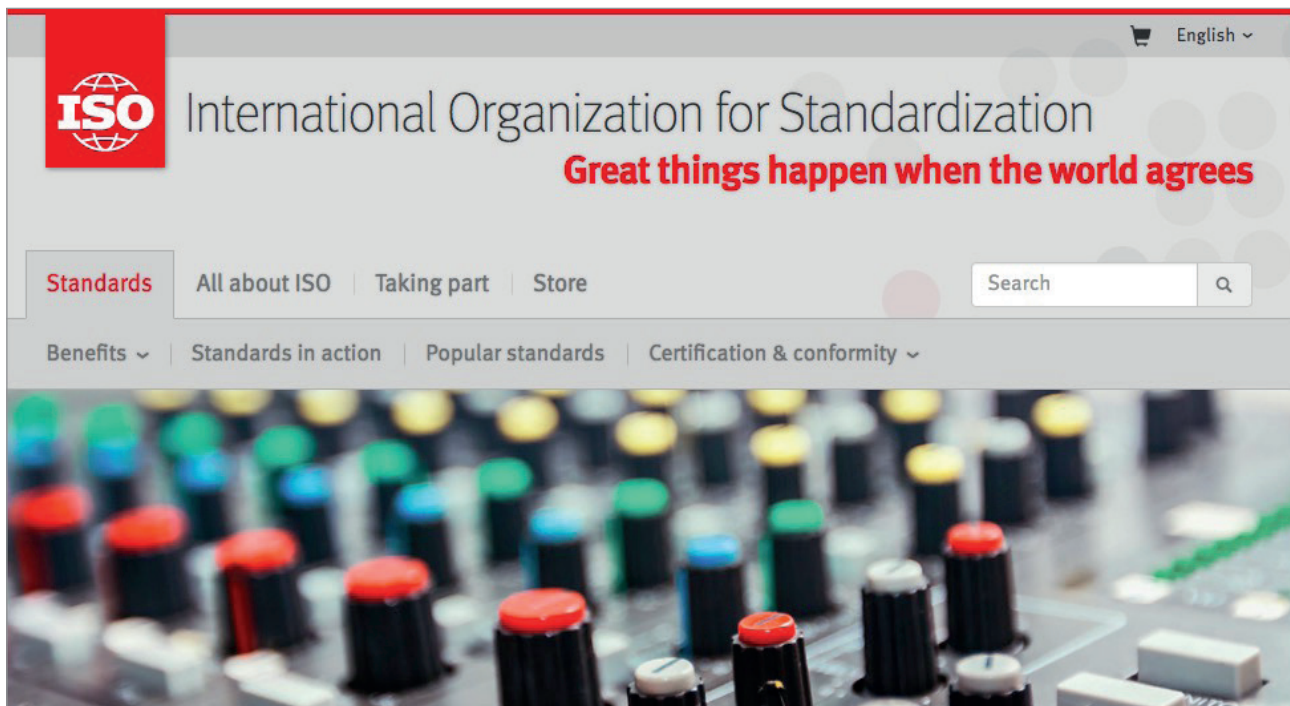 English
ISO
International Organization for Standardization
Great things happen when the world agrees
Standards
All about ISO
Taking part
Store
Search
Benefits
Standards in action
Popular standards
Certification & conformity